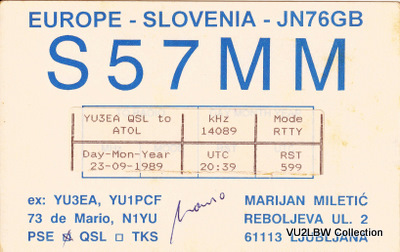 EUROPE - SLOVENIA - JN76GB
S57MM
YU3EA QSL to ATOL
kHz 14089
Mode RTTY
Day-Mon-Year 23-09-1989
UTC 20:39
RST 599
ex: YU3EA, YU1PCF
73 de Mario, N1YU
PSE QSL □ TKS
MARIJAN MILETIĆ
REBOLJEVA UL. 2
61113 LJUBLJANA
VU2LBW Collection